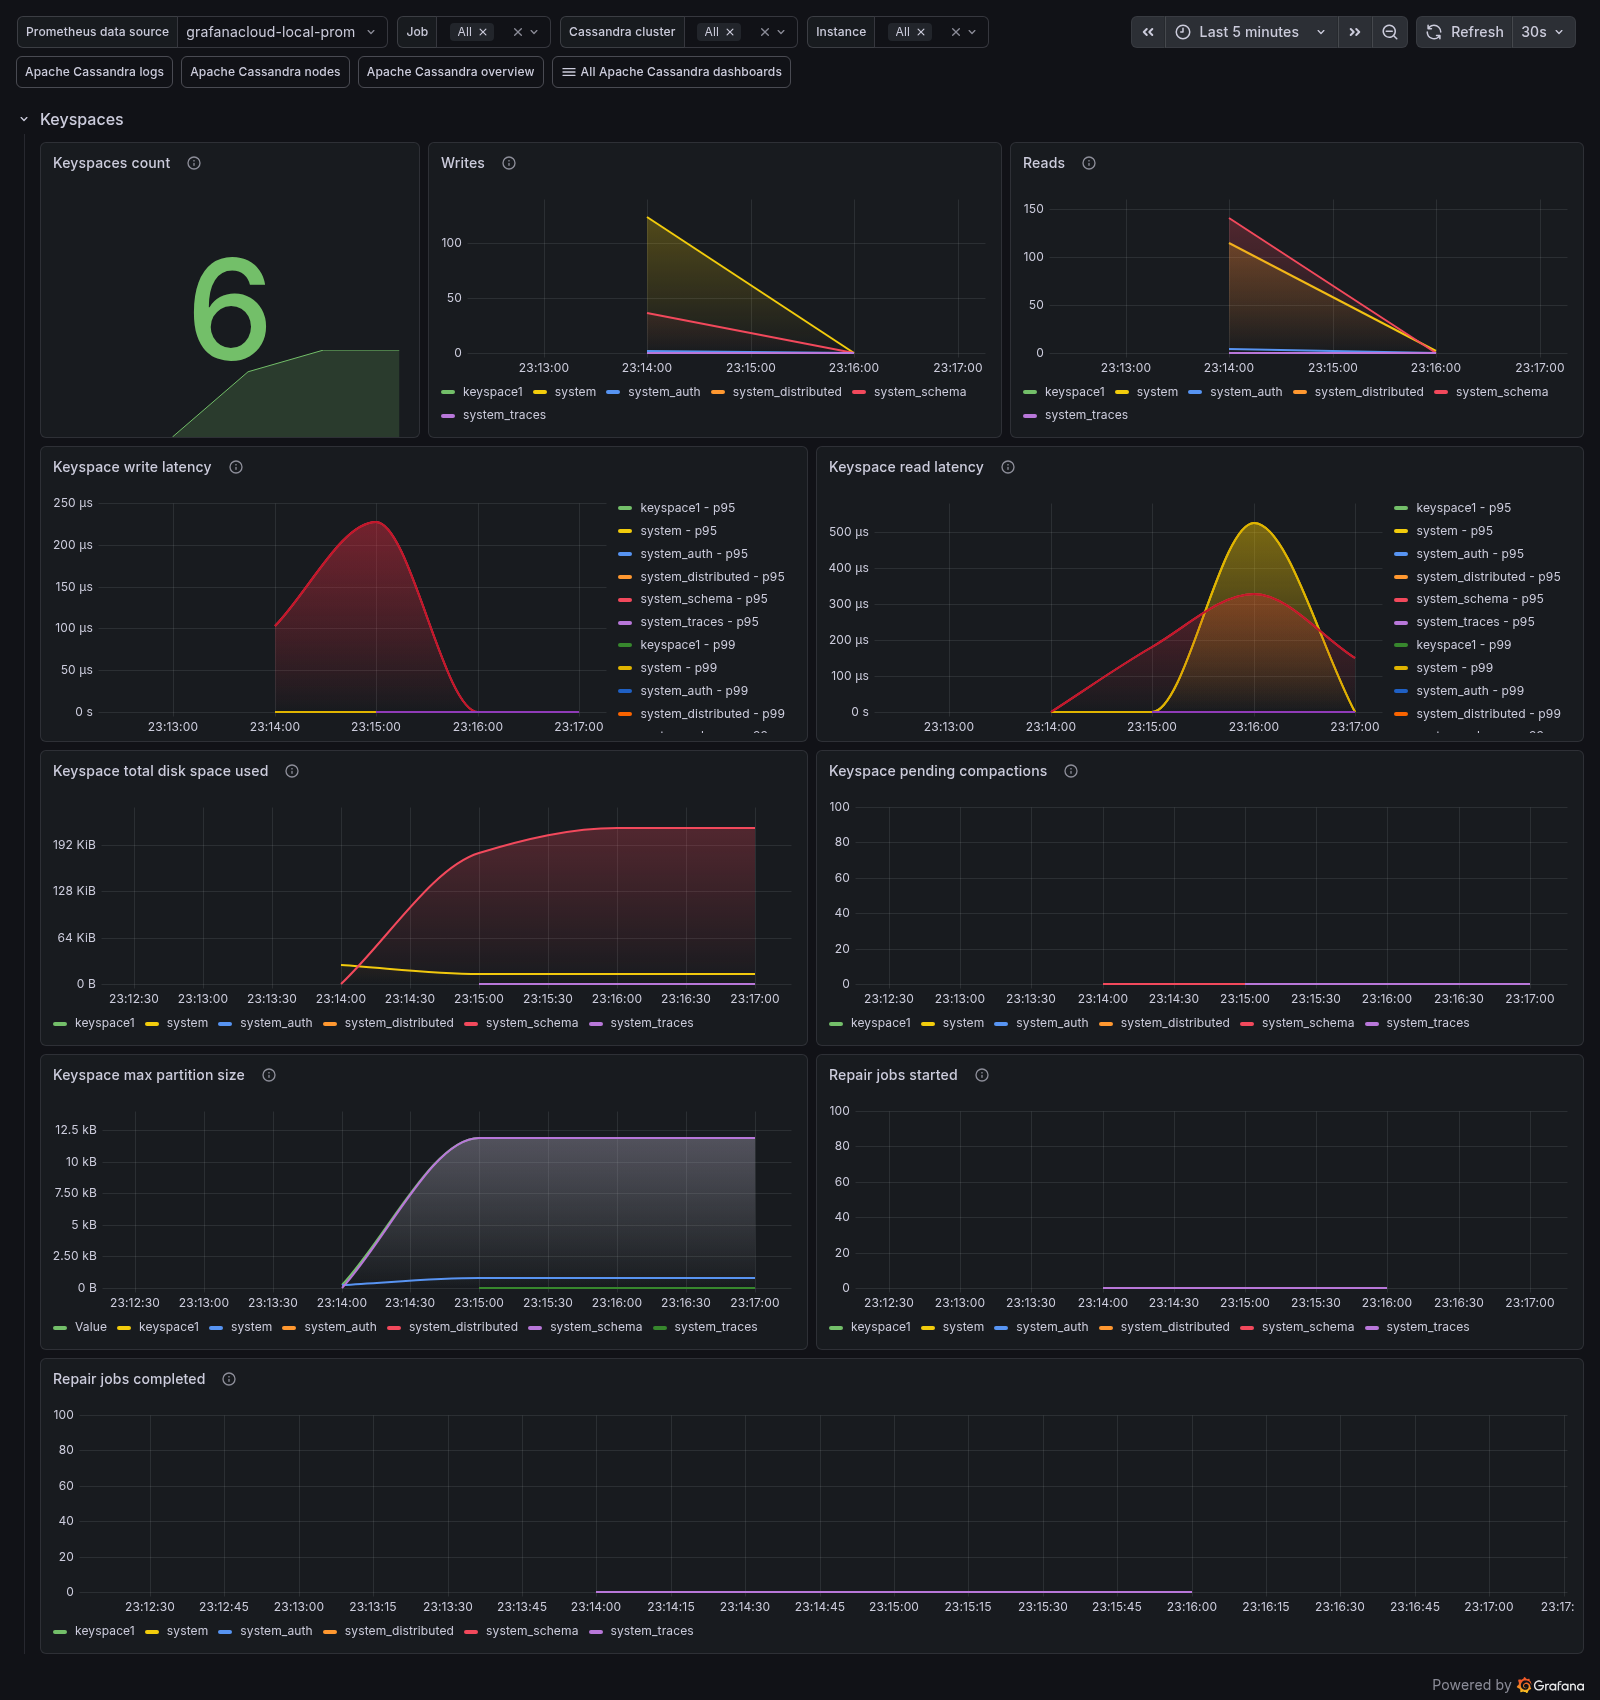 Prometheus data source grafanacloud-local-prom Job All Cassandra cluster All Instance All Last 5 minutes Refresh 30s
Apache Cassandra logs Apache Cassandra nodes Apache Cassandra overview All Apache Cassandra dashboards
Keyspaces
Keyspaces count
6
Writes
100
50
0
23:13:00 23:14:00 23:15:00 23:16:00 23:17:00
keyspace1 system system_auth system_distributed system_schema
system_traces
Reads
150
100
50
0
23:13:00 23:14:00 23:15:00 23:16:00 23:17:00
keyspace1 system system_auth system_distributed system_schema
system_traces
Keyspace write latency
250 µs
200 µs
150 µs
100 µs
50 µs
0 s
23:13:00 23:14:00 23:15:00 23:16:00 23:17:00
keyspace1 - p95
system - p95
system_auth - p95
system_distributed - p95
system_schema - p95
system_traces - p95
keyspace1 - p99
system - p99
system_auth - p99
system_distributed - p99
Keyspace read latency
500 µs
400 µs
300 µs
200 µs
100 µs
0 s
23:13:00 23:14:00 23:15:00 23:16:00 23:17:00
keyspace1 - p95
system - p95
system_auth - p95
system_distributed - p95
system_schema - p95
system_traces - p95
keyspace1 - p99
system - p99
system_auth - p99
system_distributed - p99
Keyspace total disk space used
192 KiB
128 KiB
64 KiB
0 B
23:12:30 23:13:00 23:13:30 23:14:00 23:14:30 23:15:00 23:15:30 23:16:00 23:16:30 23:17:00
keyspace1 system system_auth system_distributed system_schema system_traces
Keyspace pending compactions
100
80
60
40
20
0
23:12:30 23:13:00 23:13:30 23:14:00 23:14:30 23:15:00 23:15:30 23:16:00 23:16:30 23:17:00
keyspace1 system system_auth system_distributed system_schema system_traces
Keyspace max partition size
12.5 kB
10 kB
7.50 kB
5 kB
2.50 kB
0 B
23:12:30 23:13:00 23:13:30 23:14:00 23:14:30 23:15:00 23:15:30 23:16:00 23:16:30 23:17:00
Value keyspace1 system system_auth system_distributed system_schema system_traces
Repair jobs started
100
80
60
40
20
0
23:12:30 23:13:00 23:13:30 23:14:00 23:14:30 23:15:00 23:15:30 23:16:00 23:16:30 23:17:00
keyspace1 system system_auth system_distributed system_schema system_traces
Repair jobs completed
100
80
60
40
20
0
23:12:30 23:12:45 23:13:00 23:13:15 23:13:30 23:13:45 23:14:00 23:14:15 23:14:30 23:14:45 23:15:00 23:15:15 23:15:30 23:15:45 23:16:00 23:16:15 23:16:30 23:16:45 23:17:00 23:17:
keyspace1 system system_auth system_distributed system_schema system_traces
Powered by Grafana